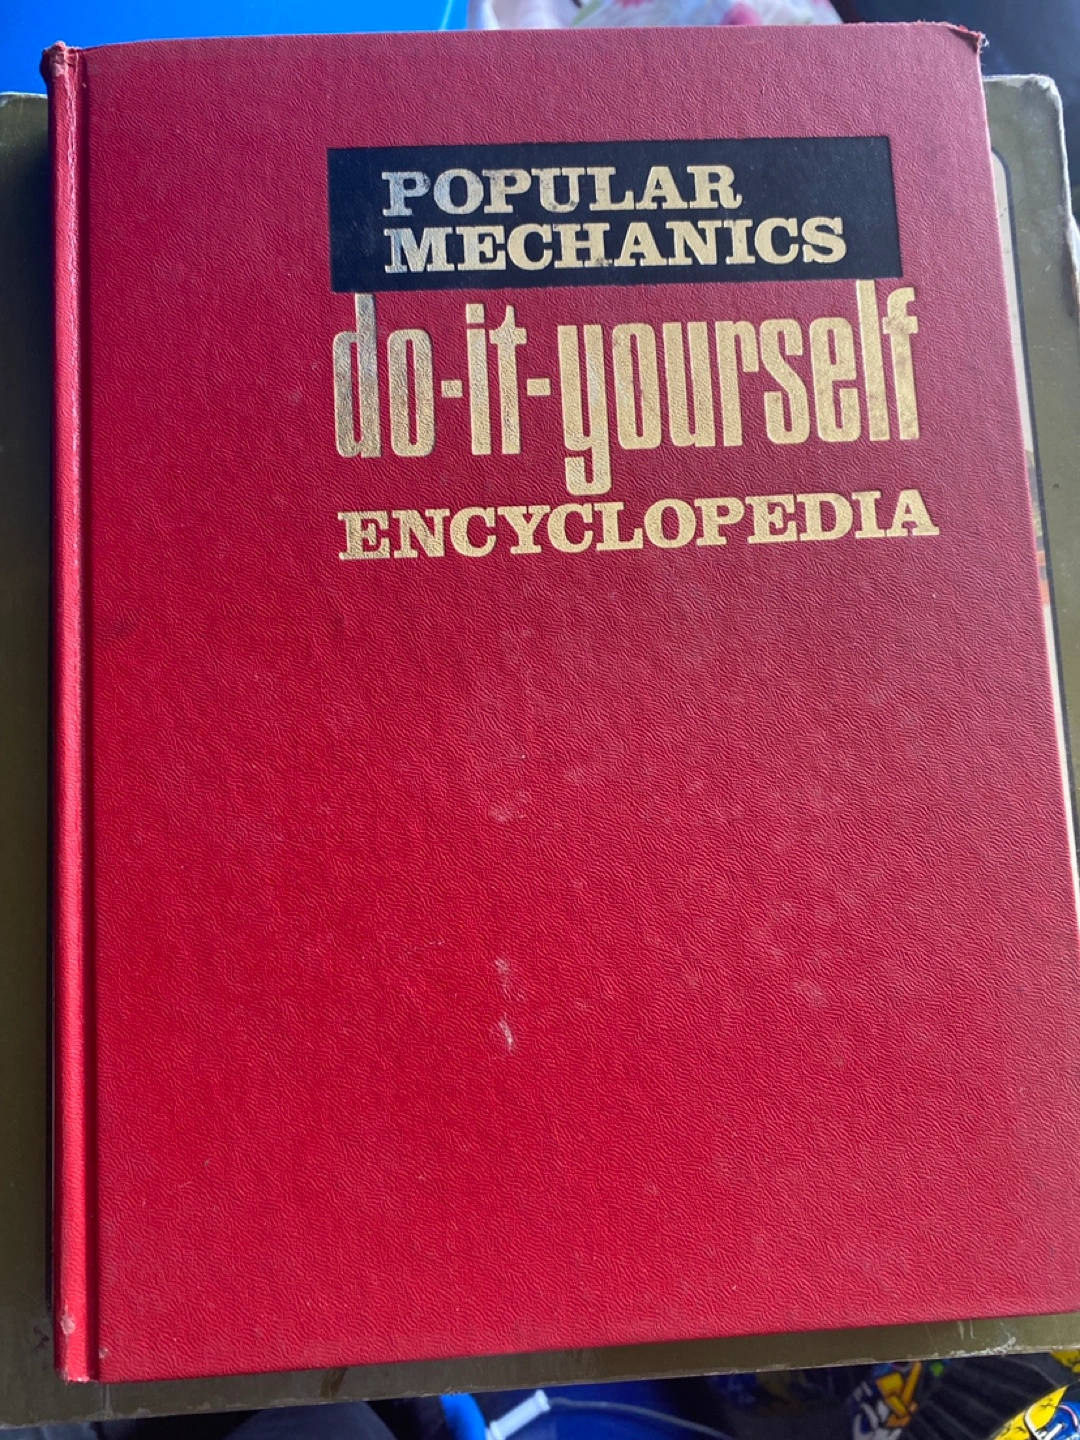 POPULAR
MECHANICS
do-it-yourself
ENCYCLOPEDIA